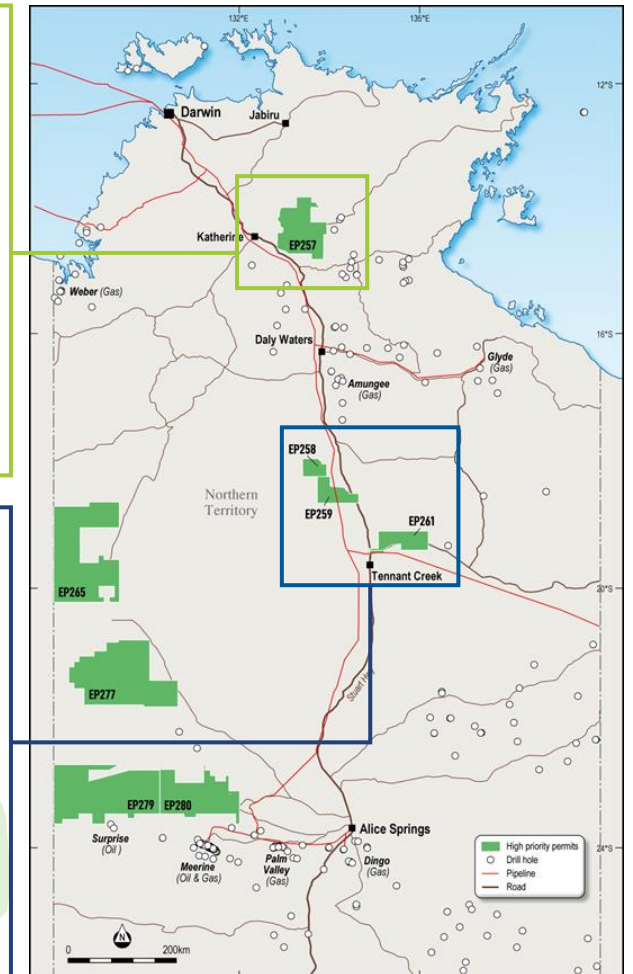 132°E
135°E
12°S
Darwin
Jabiru
Katherine
EP257
Weber (Gas)
16°S
Daly Waters
Glyde
(Gas)
Amungee
(Gas)
EP258
Northern
Territory
EP259
EP261
Tennant Creek
EP265
20°S
EP277
Stuart Hwy
EP279
EP280
Alice Springs
Surprise
(Oil )
Meerine
(Oil & Gas)
Palm
Valley
(Gas)
Dingo
(Gas)
24°S
High priority permits
Drill hole
Pipeline
Road
N
0
200km